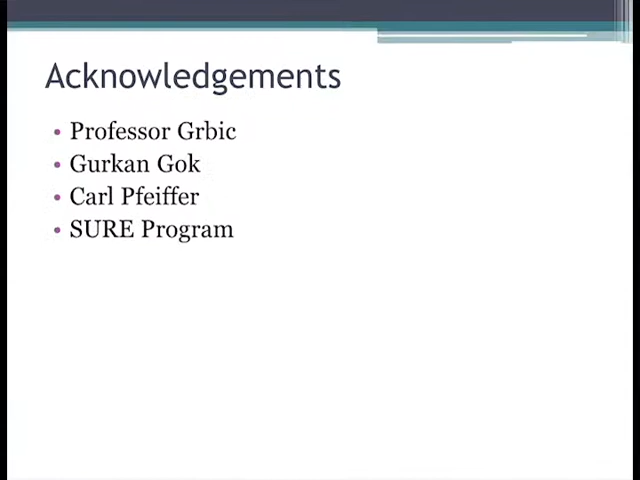 Acknowledgements
• Professor Grbic
• Gurkan Gok
• Carl Pfeiffer
• SURE Program